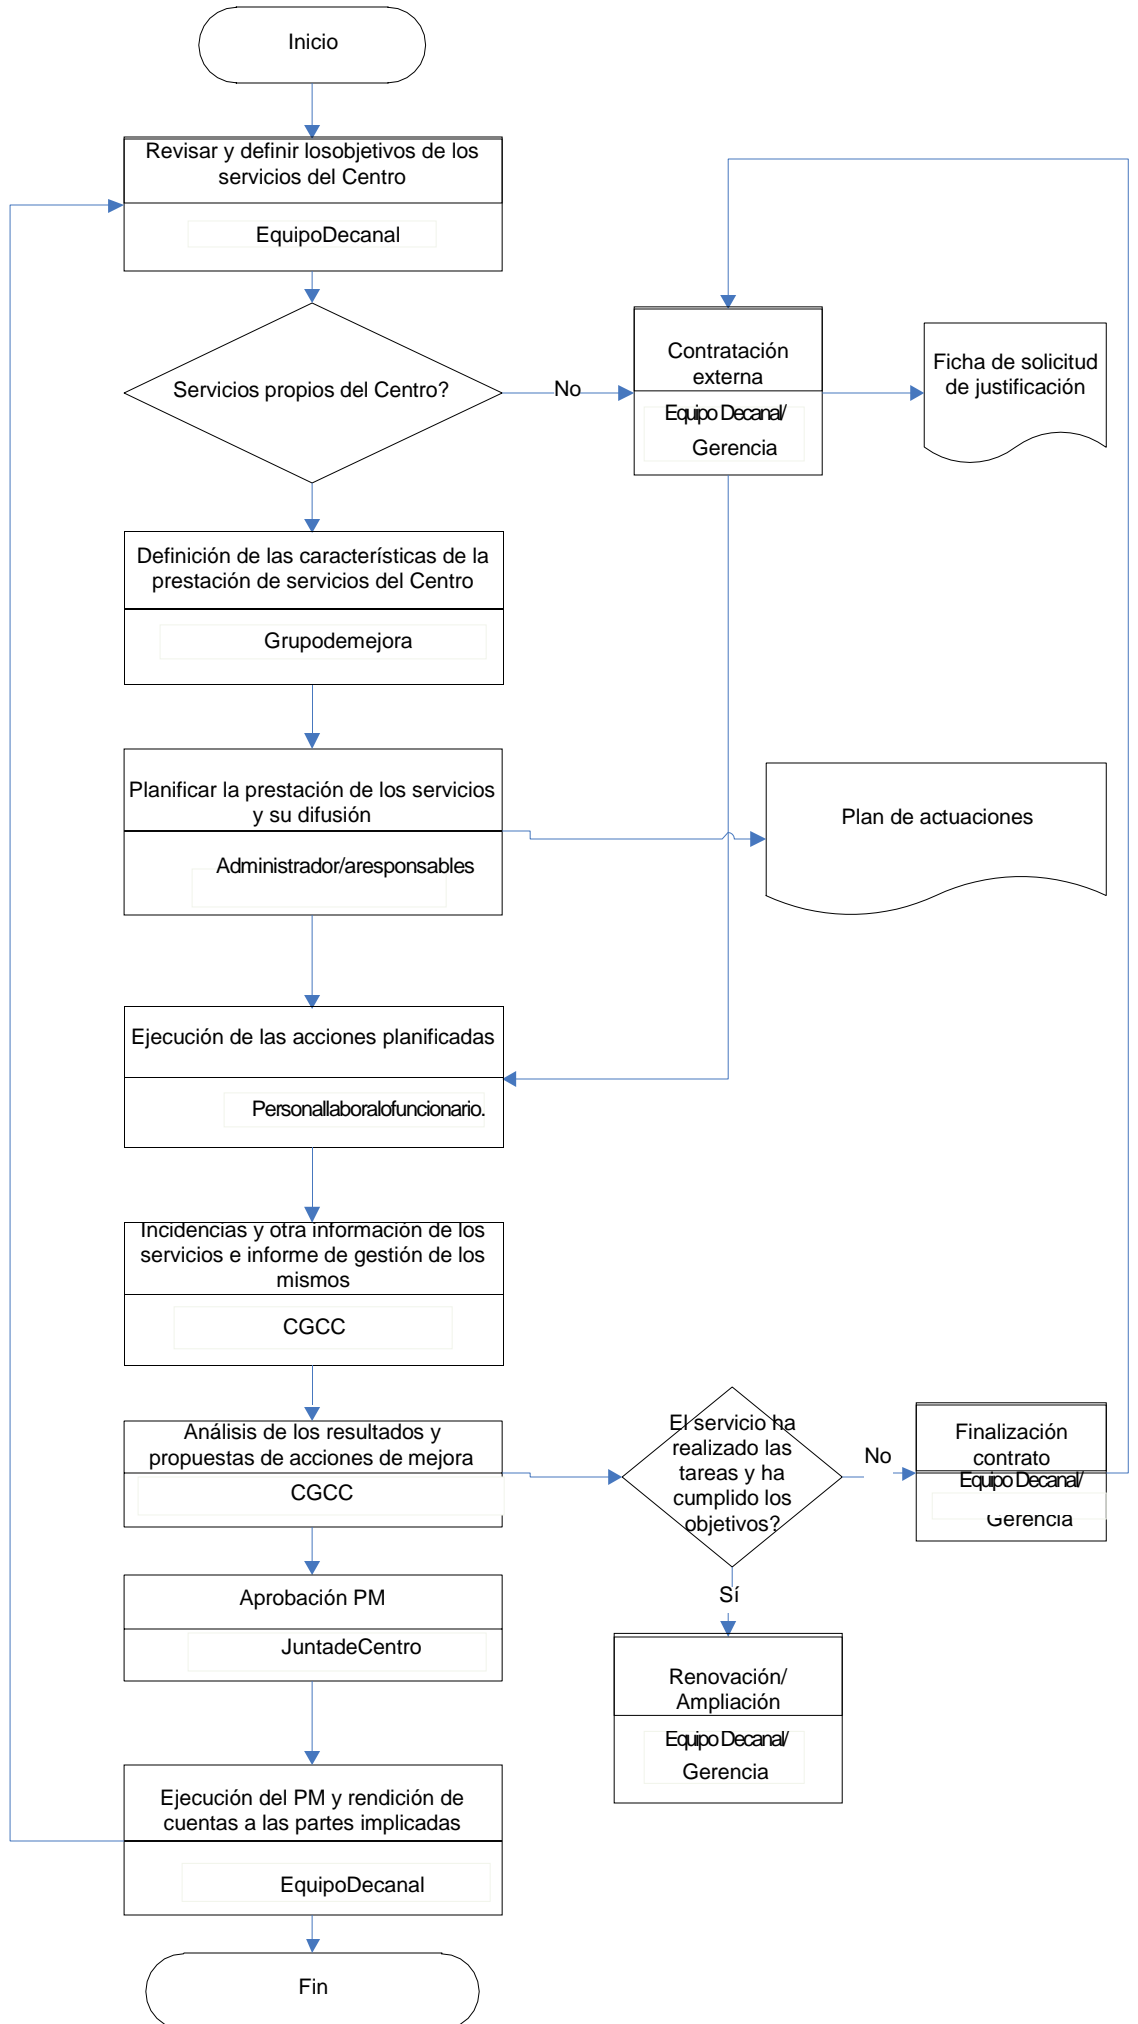 Inicio
Revisar y definir losobjetivos de los
servicios del Centro
EquipoDecanal
Servicios propios del Centro?
No
Contratación
externa
Equipo Decanal/
Gerencia
Ficha de solicitud
de justificación
Definición de las características de la
prestación de servicios del Centro
Grupodemejora
Planificar la prestación de los servicios
y su difusión
Administrador/aresponsables
Plan de actuaciones
Ejecución de las acciones planificadas
Personallaboralofuncionario.
Incidencias y otra información de los
servicios e informe de gestión de los
mismos
CGCC
Análisis de los resultados y
propuestas de acciones de mejora
CGCC
El servicio ha
realizado las
tareas y ha
cumplido los
objetivos?
No
Finalización
contrato
Equipo Decanal/
Gerencia
Sí
Renovación/
Ampliación
Equipo Decanal/
Gerencia
Aprobación PM
JuntadeCentro
Ejecución del PM y rendición de
cuentas a las partes implicadas
EquipoDecanal
Fin